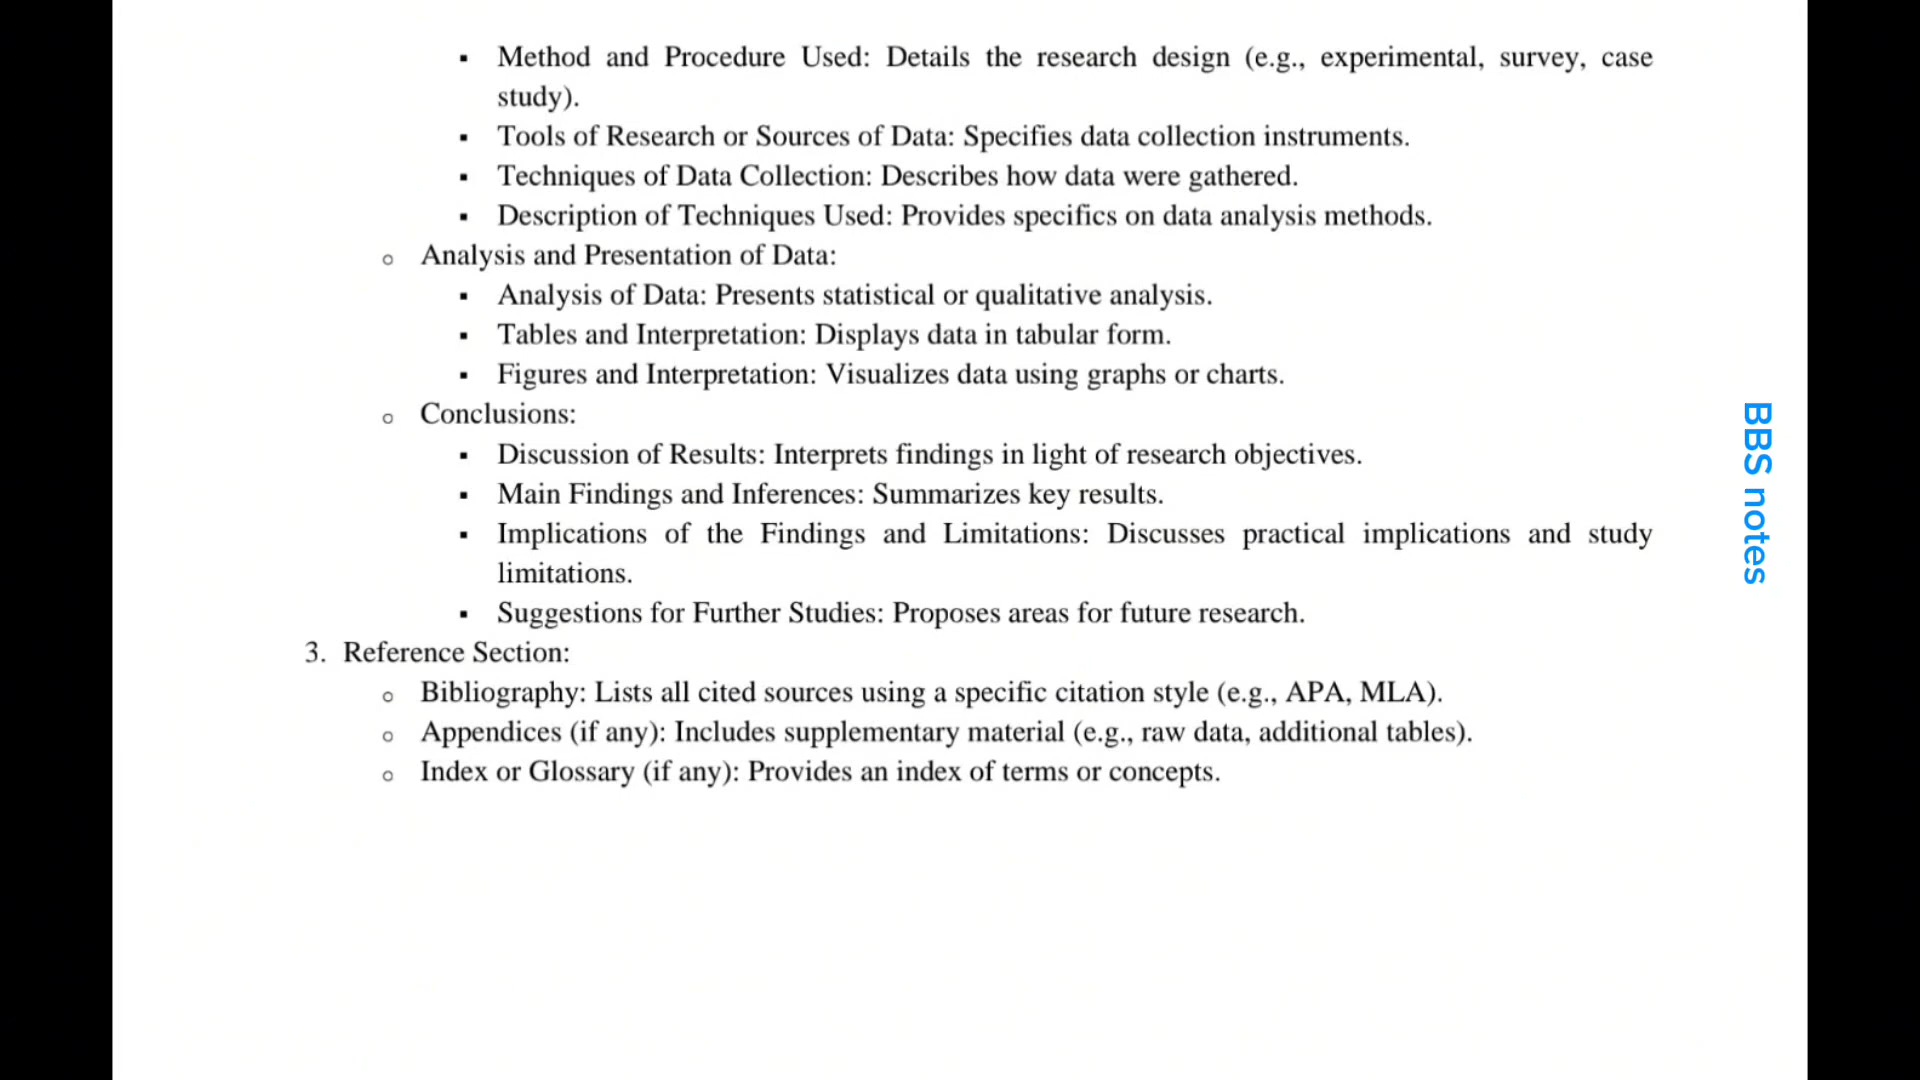 ▪ Method and Procedure Used: Details the research design (e.g., experimental, survey, case
study).
▪ Tools of Research or Sources of Data: Specifies data collection instruments.
▪ Techniques of Data Collection: Describes how data were gathered.
▪ Description of Techniques Used: Provides specifics on data analysis methods.
o Analysis and Presentation of Data:
▪ Analysis of Data: Presents statistical or qualitative analysis.
▪ Tables and Interpretation: Displays data in tabular form.
▪ Figures and Interpretation: Visualizes data using graphs or charts.
o Conclusions:
▪ Discussion of Results: Interprets findings in light of research objectives.
▪ Main Findings and Inferences: Summarizes key results.
▪ Implications of the Findings and Limitations: Discusses practical implications and study
limitations.
▪ Suggestions for Further Studies: Proposes areas for future research.
3. Reference Section:
o Bibliography: Lists all cited sources using a specific citation style (e.g., APA, MLA).
o Appendices (if any): Includes supplementary material (e.g., raw data, additional tables).
o Index or Glossary (if any): Provides an index of terms or concepts.
BBS notes